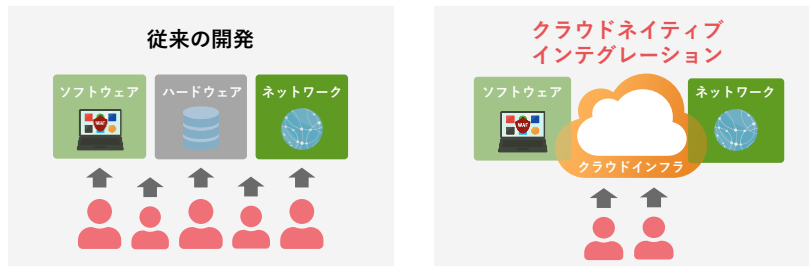 従来の開発
ソフトウェア
ハードウェア
ネットワーク
WAF
クラウドネイティブ
インテグレーション
ソフトウェア
ネットワーク
WAF
クラウドインフラ